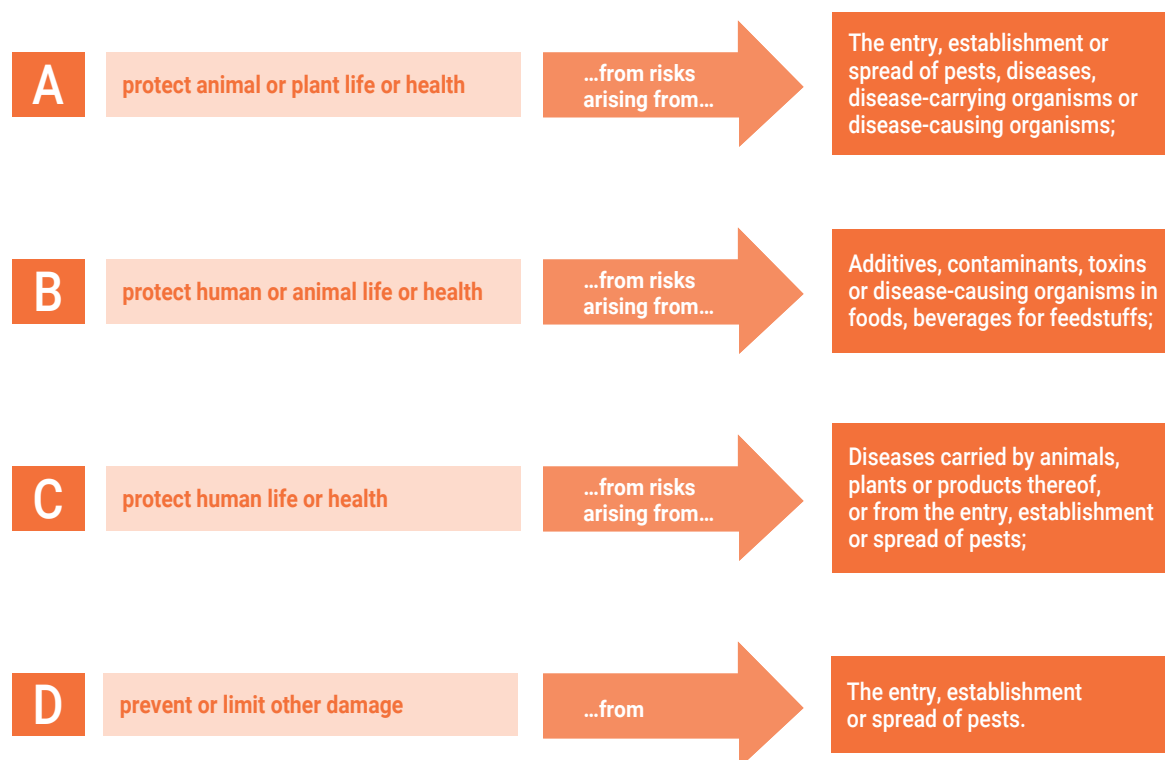 A
protect animal or plant life or health
...from risks
arising from...
The entry, establishment or
spread of pests, diseases,
disease-carrying organisms or
disease-causing organisms;
B
protect human or animal life or health
...from risks
arising from...
Additives, contaminants, toxins
or disease-causing organisms in
foods, beverages for feedstuffs;
C
protect human life or health
...from risks
arising from...
Diseases carried by animals,
plants or products thereof,
or from the entry, establishment
or spread of pests;
D
prevent or limit other damage
...from
The entry, establishment
or spread of pests.